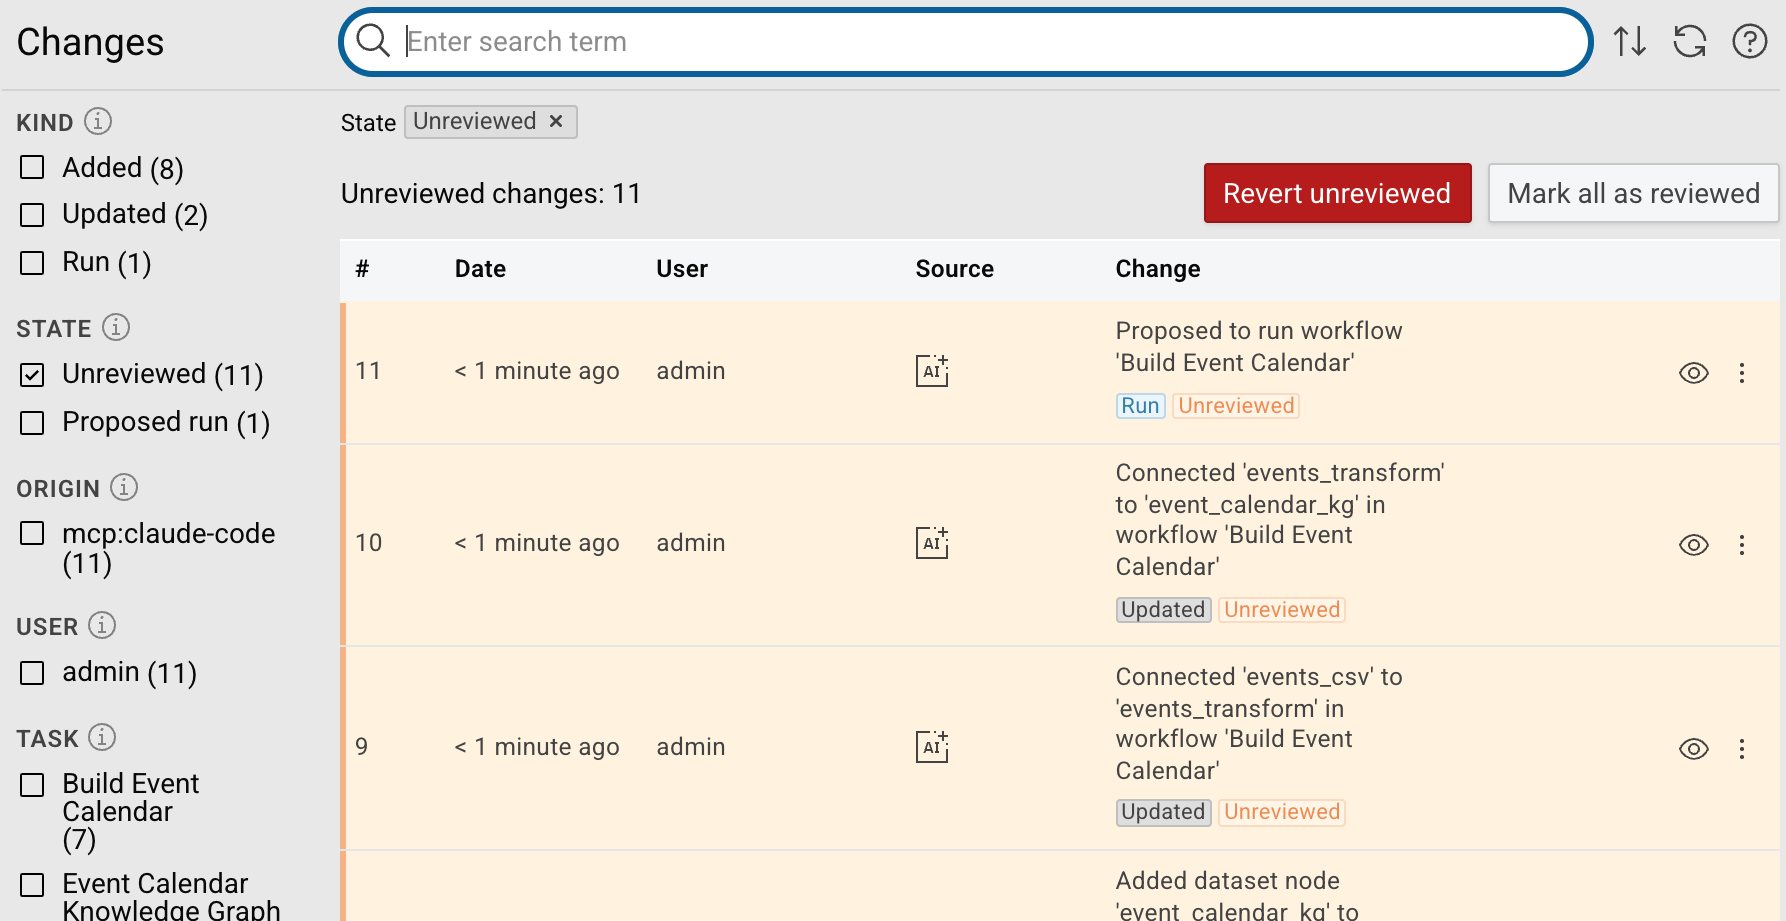 Changes
Enter search term
KIND
Added (8)
Updated (2)
Run (1)
STATE
Unreviewed (11)
Proposed run (1)
ORIGIN
mcp:claude-code
(11)
USER
admin (11)
TASK
Build Event
Calendar
(7)
Event Calendar
Knowledge Graph
State Unreviewed ×
Unreviewed changes: 11
Revert unreviewed
Mark all as reviewed
# Date User Source Change
11 < 1 minute ago admin AI Proposed to run workflow
'Build Event Calendar'
Run Unreviewed
10 < 1 minute ago admin AI Connected 'events_transform'
to 'event_calendar_kg' in
workflow 'Build Event
Calendar'
Updated Unreviewed
9 < 1 minute ago admin AI Connected 'events_csv' to
'events_transform' in
workflow 'Build Event
Calendar'
Updated Unreviewed
Added dataset node
'event_calendar_kg' to